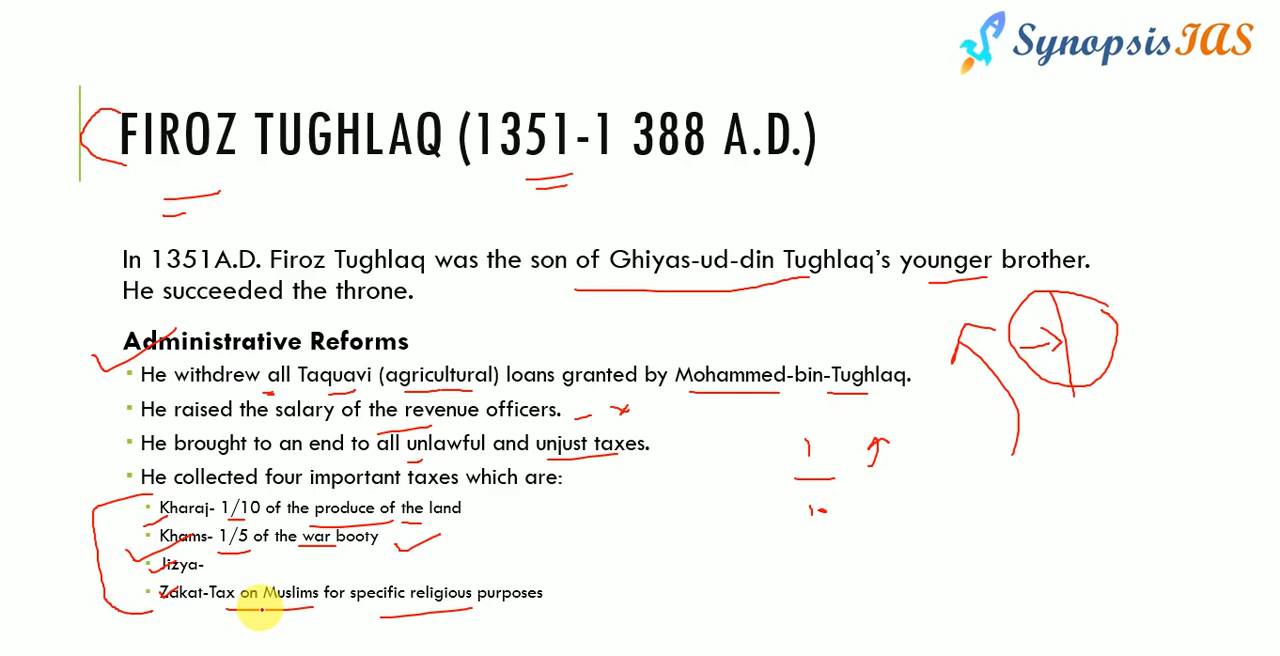 SynopsisIAS
FIROZ TUGHLAQ (1351-1 388 A.D.)
In 1351A.D. Firoz Tughlaq was the son of Ghiyas-ud-din Tughlaq's younger brother.
He succeeded the throne.
Administrative Reforms
He withdrew all Taquavi (agricultural) loans granted by Mohammed-bin-Tughlaq.
He raised the salary of the revenue officers.
He brought to an end to all unlawful and unjust taxes.
He collected four important taxes which are:
Kharaj- 1/10 of the produce of the land
Khams- 1/5 of the war booty
Jizya-
Zakat-Tax on Muslims for specific religious purposes
1
10